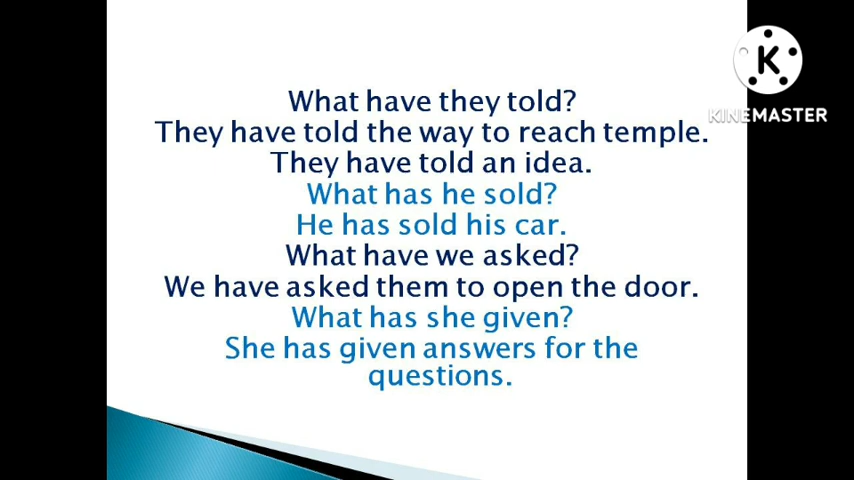 What have they told?
They have told the way to reach temple.
They have told an idea.
What has he sold?
He has sold his car.
What have we asked?
We have asked them to open the door.
What has she given?
She has given answers for the
questions.
K
KINEMASTER